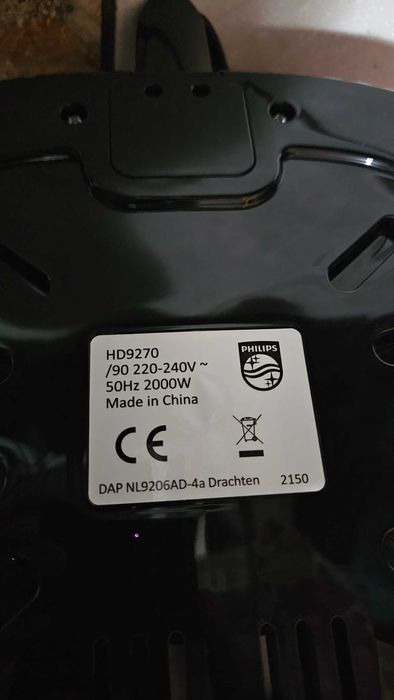 HD9270
/90 220-240V ~
50Hz 2000W
Made in China
PHILIPS
CE
DAP NL9206AD-4a Drachten 2150